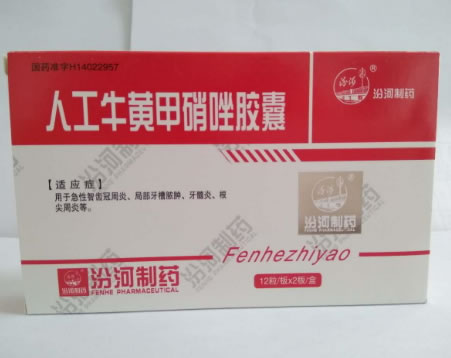 国药准字H14022957
人工牛黄甲硝唑胶囊
汾河
®
汾河制药
【适应症】
用于急性智齿冠周炎、局部牙槽脓肿、牙髓炎、根
尖周炎等。
汾河
Fenhezhiyao
汾河制药
FENHE PHARMACEUTICAL
12粒/板x2板/盒